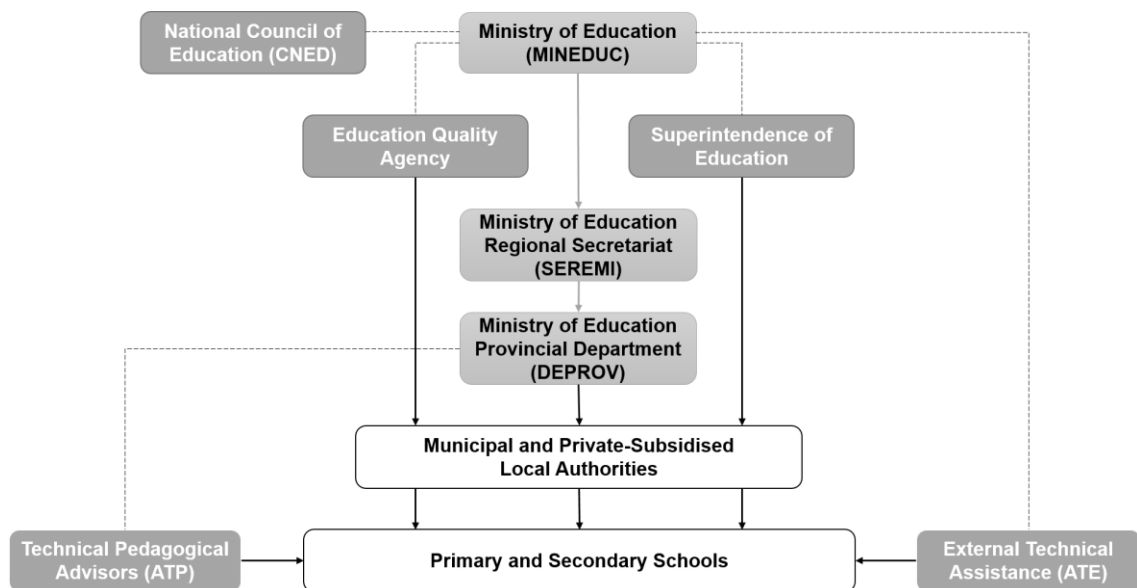 National Council of
Education (CNED)
Ministry of Education
(MINEDUC)
Education Quality
Agency
Superintendence of
Education
Ministry of Education
Regional Secretariat
(SEREMI)
Ministry of Education
Provincial Department
(DEPROV)
Municipal and Private-Subsidised
Local Authorities
Technical Pedagogical
Advisors (ATP)
Primary and Secondary Schools
External Technical
Assistance (ATE)